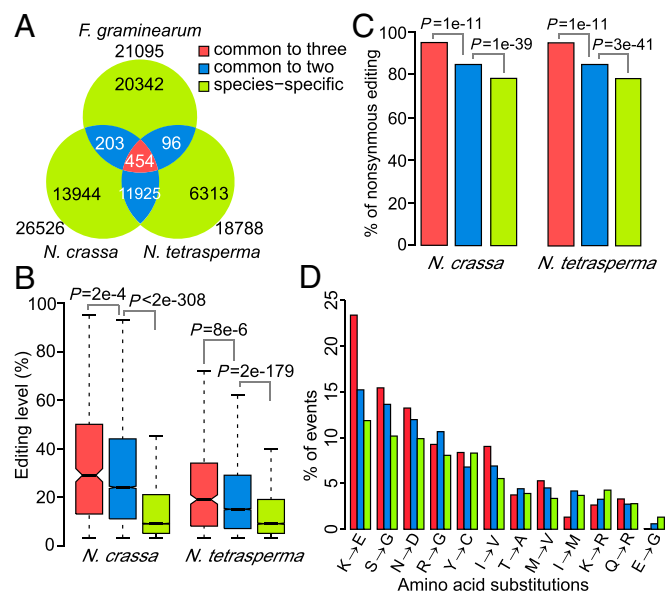 A
F. graminearum
21095
20342
common to three
common to two
species-specific
203
96
454
13944
11925
6313
26526
18788
N. crassa
N. tetrasperma
B
P=2e-4
P<2e-308
P=8e-6
P=2e-179
Editing level (%)
100
80
60
40
20
0
N. crassa
N. tetrasperma
C
P=1e-11
P=1e-39
P=1e-11
P=3e-41
% of nonsynmous editing
100
80
60
40
20
0
N. crassa
N. tetrasperma
D
% of events
25
20
15
10
5
0
K→E
S→G
N→D
R→G
Y→C
I→V
T→A
M→V
I→M
K→R
Q→R
E→G
Amino acid substitutions